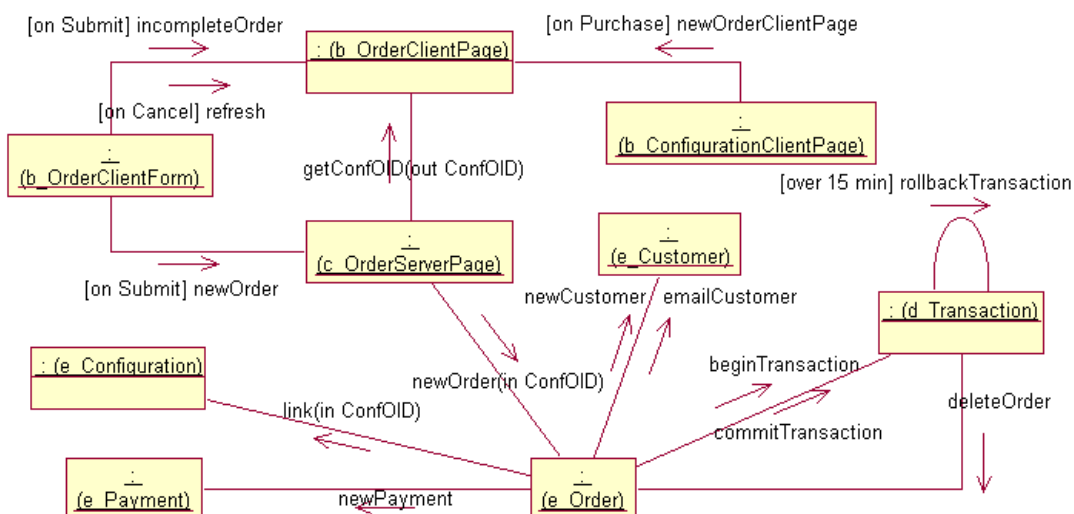 [on Submit] incompleteOrder
[on Purchase] newOrderClientPage
: (b_OrderClientPage)
[on Cancel] refresh
:
(b_OrderClientForm)
:
(b_ConfigurationClientPage)
getConfOID(out ConfOID)
[over 15 min] rollbackTransaction
:
(c_OrderServerPage)
:
(e_Customer)
[on Submit] newOrder
newCustomer
emailCustomer
: (d_Transaction)
: (e_Configuration)
newOrder(in ConfOID)
beginTransaction
link(in ConfOID)
deleteOrder
commitTransaction
:
(e_Payment)
newPayment
:
(e_Order)